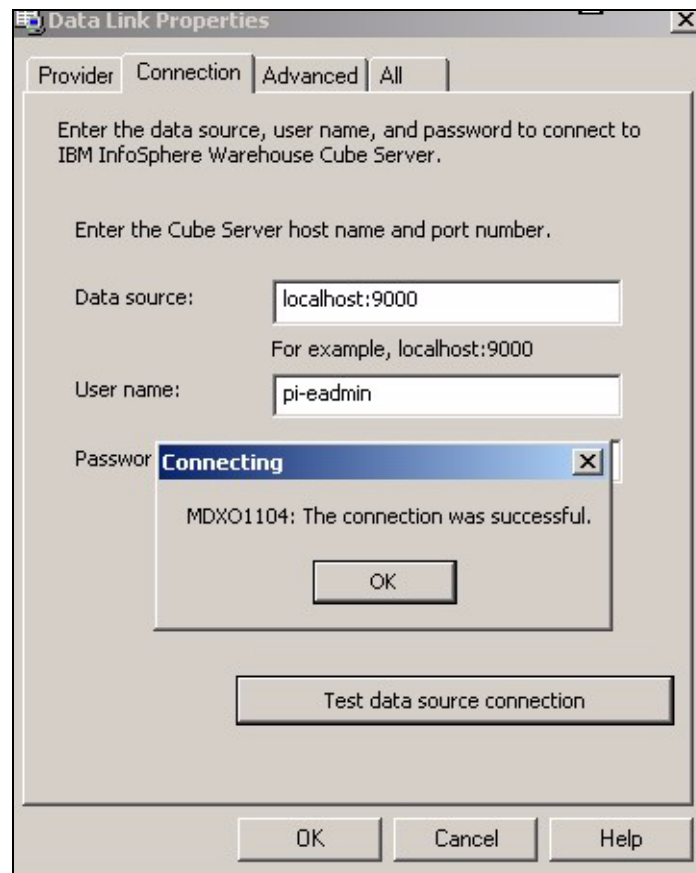 Data Link Properties
Provider Connection Advanced All
Enter the data source, user name, and password to connect to
IBM InfoSphere Warehouse Cube Server.
Enter the Cube Server host name and port number.
Data source: localhost:9000
For example, localhost:9000
User name: pi-eadmin
Passwor
Connecting
MDXO1104: The connection was successful.
OK
Test data source connection
OK Cancel Help